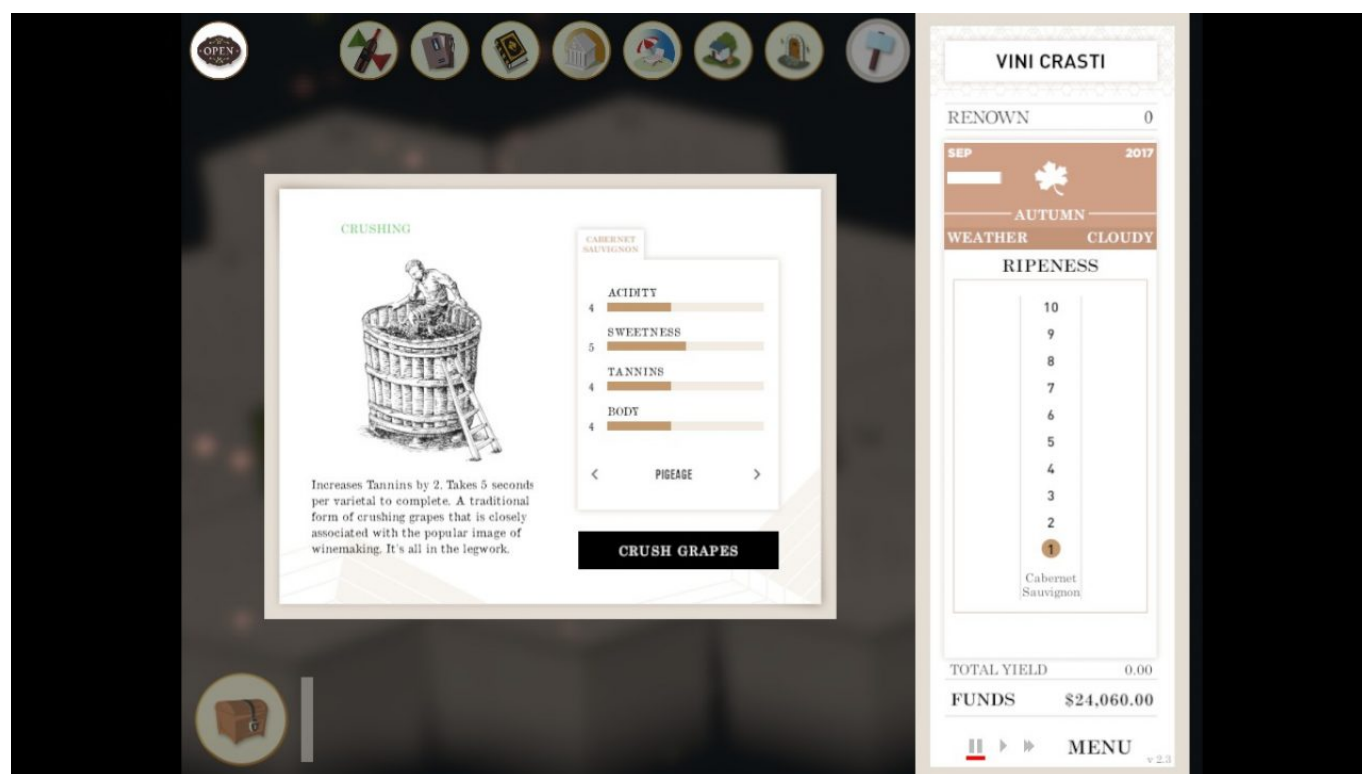 OPEN
VINI CRASTI
RENOWN 0
SEP 2017
AUTUMN
WEATHER CLOUDY
RIPENESS
10
9
8
7
6
5
4
3
2
1
Cabernet
Sauvignon
TOTAL YIELD 0.00
FUNDS $24,060.00
MENU
v 2.3
CRUSHING
Increases Tannins by 2. Takes 5 seconds
per varietal to complete. A traditional
form of crushing grapes that is closely
associated with the popular image of
winemaking. It's all in the legwork.
CABERNET
SAUVIGNON
ACIDITY
4
SWEETNESS
5
TANNINS
4
BODY
4
< PIGEAGE >
CRUSH GRAPES